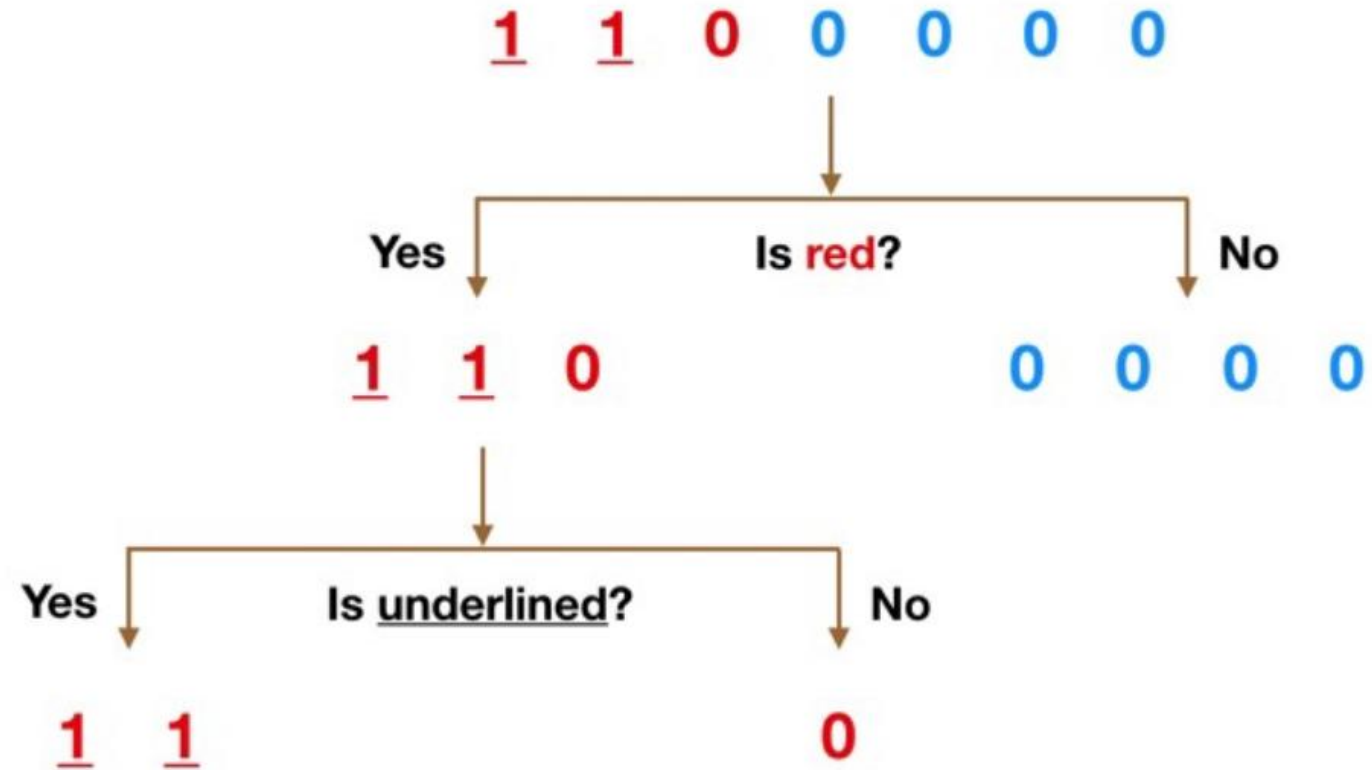 1 1 0 0 0 0 0
Yes Is red? No
1 1 0 0 0 0 0
Yes Is underlined? No
1 1 0